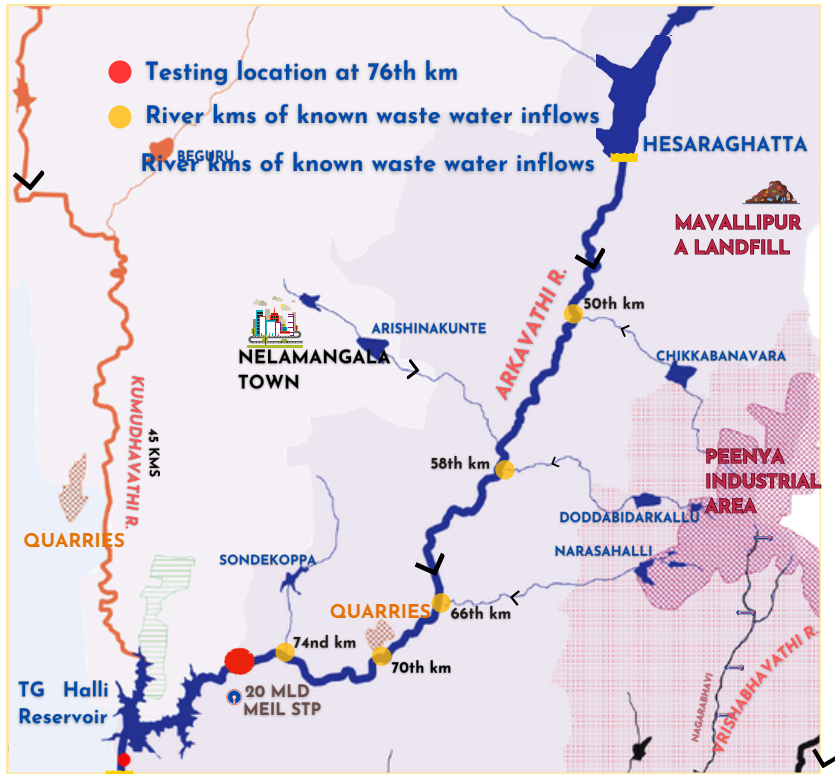 Testing location at 76th km
River kms of known waste water inflows
BEGURU
River kms of known waste water inflows
HESARAGHATTA
MAVALLIPUR
A LANDFILL
50th km
ARKAVATHI R.
ARISHINAKUNTE
NELAMANGALA
TOWN
CHIKKABANAVARA
KUMUDHAVATHI R.
45 KMS
58th km
PEENYA
INDUSTRIAL
AREA
DODDABIDARKALLU
QUARRIES
NARASAHALLI
SONDEKOPPA
QUARRIES
66th km
74nd km
70th km
TG Halli
Reservoir
20 MLD
MEIL STP
NAGARABHAVI
VRISHABHAVATHI R.